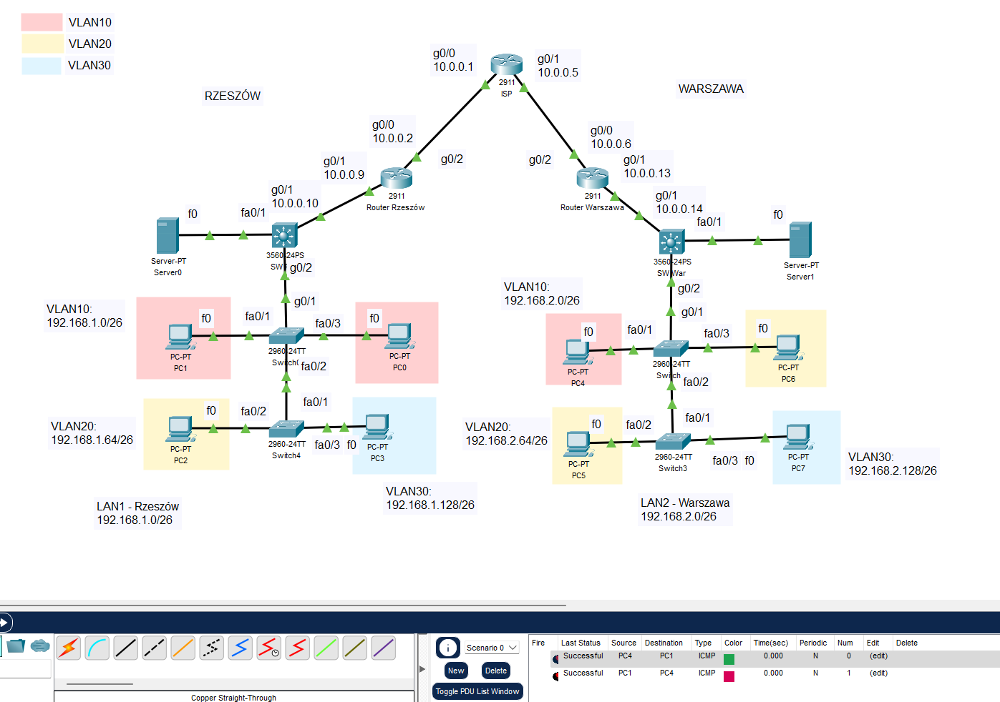 VLAN10
VLAN20
VLAN30
RZESZÓW
WARSZAWA
g0/0
10.0.0.1
g0/1
10.0.0.5
2911
ISP
g0/0
10.0.0.2
g0/2
g0/1
10.0.0.9
2911
Router Rzeszów
g0/1
10.0.0.10
g0/2
g0/0
10.0.0.6
g0/1
10.0.0.13
2911
Router Warszawa
g0/1
10.0.0.14
f0
fa0/1
Server-PT
Server0
3560-24PS
g0/2
fa0/1
f0
3560-24PS
SW War
Server-PT
Server1
g0/2
VLAN10:
192.168.1.0/26
f0
fa0/1
g0/1
fa0/3
f0
PC-PT
PC1
2960-24TT
fa0/2
PC-PT
PC0
VLAN20:
192.168.1.64/26
f0
fa0/2
fa0/1
PC-PT
PC2
2960-24TT
Switch4
fa0/3
f0
PC-PT
PC3
VLAN30:
192.168.1.128/26
LAN1 - Rzeszów
192.168.1.0/26
VLAN10:
192.168.2.0/26
f0
fa0/1
g0/1
fa0/3
f0
PC-PT
PC4
2960-24TT
Switch
fa0/2
PC-PT
PC6
VLAN20:
192.168.2.64/26
f0
fa0/2
fa0/1
PC-PT
PC5
2960-24TT
Switch3
fa0/3
f0
PC-PT
PC7
VLAN30:
192.168.2.128/26
LAN2 - Warszawa
192.168.2.0/26
Copper Straight-Through
Scenario 0
New
Delete
Toggle PDU List Window
Fire Last Status Source Destination Type Color Time(sec) Periodic Num Edit Delete
Successful PC4 PC1 ICMP 0.000 N 0 (edit)
Successful PC1 PC4 ICMP 0.000 N 1 (edit)